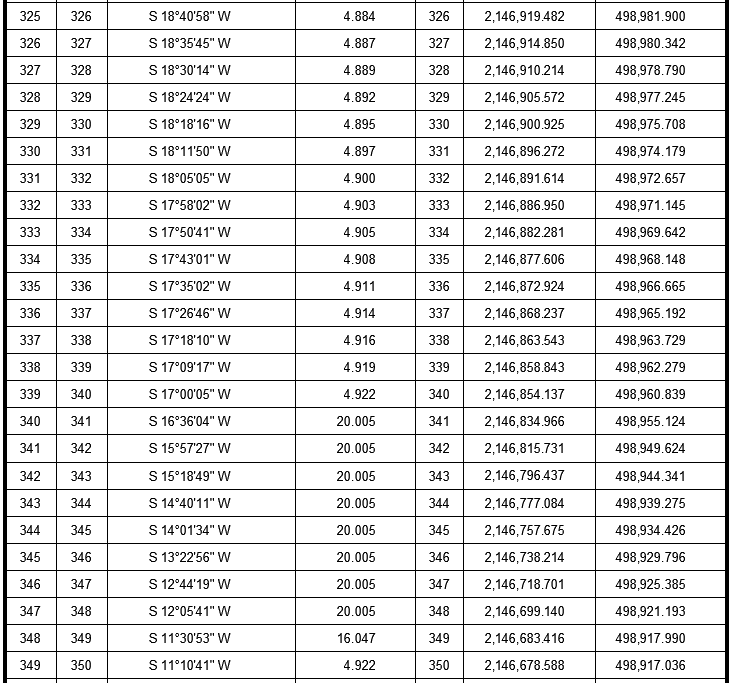 325 326 S 18°40'58" W 4.884 326 2,146,919.482 498,981.900
326 327 S 18°35'45" W 4.887 327 2,146,914.850 498,980.342
327 328 S 18°30'14" W 4.889 328 2,146,910.214 498,978.790
328 329 S 18°24'24" W 4.892 329 2,146,905.572 498,977.245
329 330 S 18°18'16" W 4.895 330 2,146,900.925 498,975.708
330 331 S 18°11'50" W 4.897 331 2,146,896.272 498,974.179
331 332 S 18°05'05" W 4.900 332 2,146,891.614 498,972.657
332 333 S 17°58'02" W 4.903 333 2,146,886.950 498,971.145
333 334 S 17°50'41" W 4.905 334 2,146,882.281 498,969.642
334 335 S 17°43'01" W 4.908 335 2,146,877.606 498,968.148
335 336 S 17°35'02" W 4.911 336 2,146,872.924 498,966.665
336 337 S 17°26'46" W 4.914 337 2,146,868.237 498,965.192
337 338 S 17°18'10" W 4.916 338 2,146,863.543 498,963.729
338 339 S 17°09'17" W 4.919 339 2,146,858.843 498,962.279
339 340 S 17°00'05" W 4.922 340 2,146,854.137 498,960.839
340 341 S 16°36'04" W 20.005 341 2,146,834.966 498,955.124
341 342 S 15°57'27" W 20.005 342 2,146,815.731 498,949.624
342 343 S 15°18'49" W 20.005 343 2,146,796.437 498,944.341
343 344 S 14°40'11" W 20.005 344 2,146,777.084 498,939.275
344 345 S 14°01'34" W 20.005 345 2,146,757.675 498,934.426
345 346 S 13°22'56" W 20.005 346 2,146,738.214 498,929.796
346 347 S 12°44'19" W 20.005 347 2,146,718.701 498,925.385
347 348 S 12°05'41" W 20.005 348 2,146,699.140 498,921.193
348 349 S 11°30'53" W 16.047 349 2,146,683.416 498,917.990
349 350 S 11°10'41" W 4.922 350 2,146,678.588 498,917.036